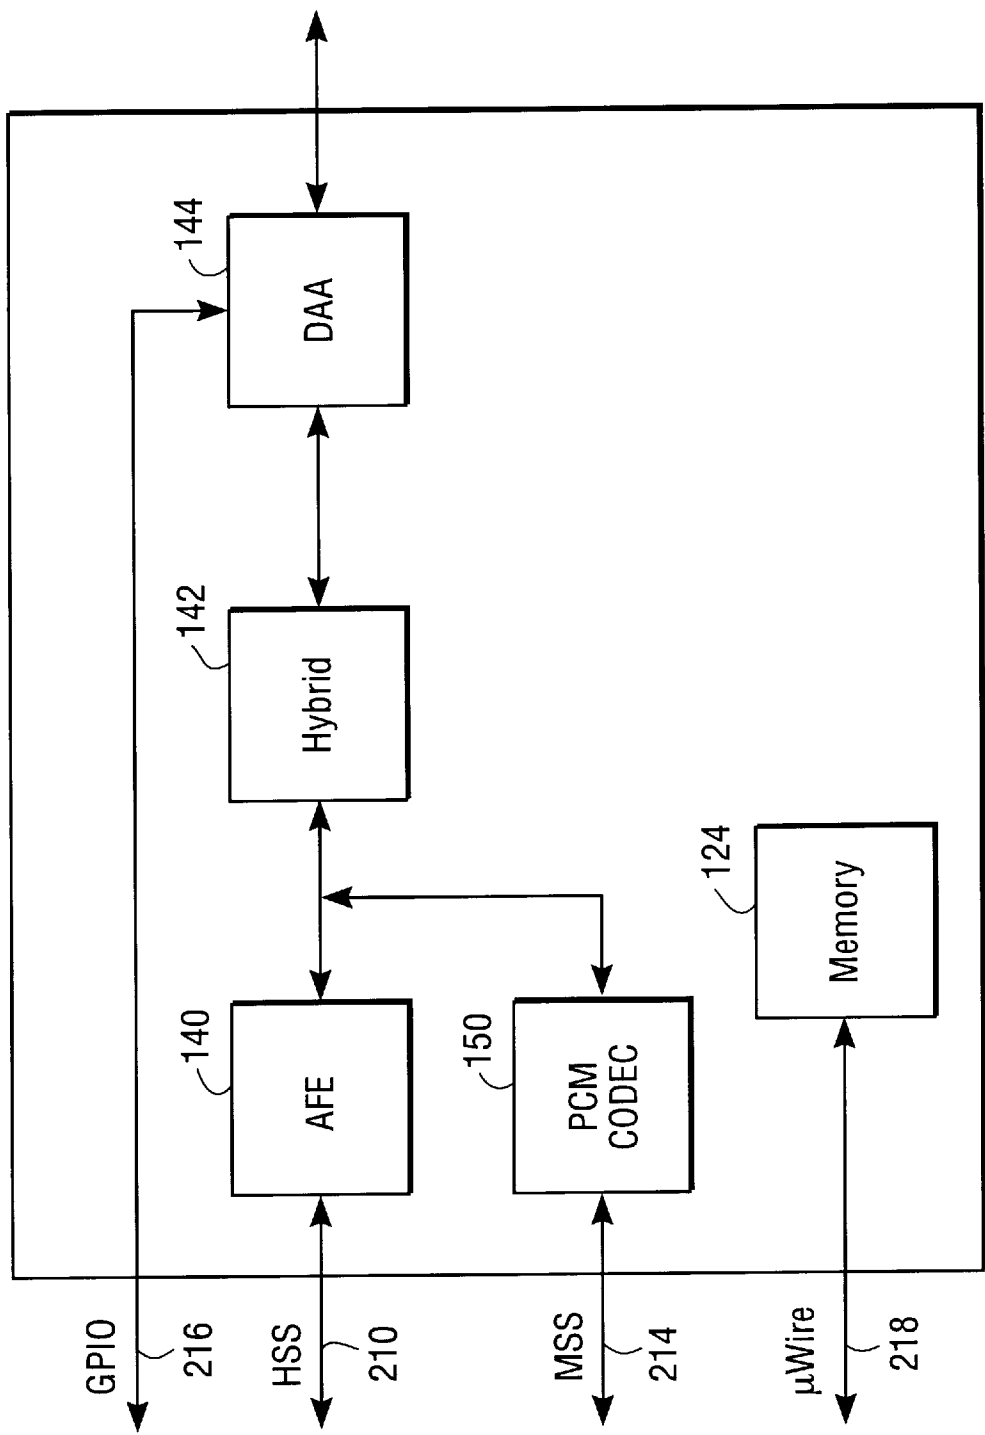 GPIO
216
144
DAA
142
Hybrid
140
AFE
HSS
210
150
PCM
CODEC
MSS
214
124
Memory
µWire
218